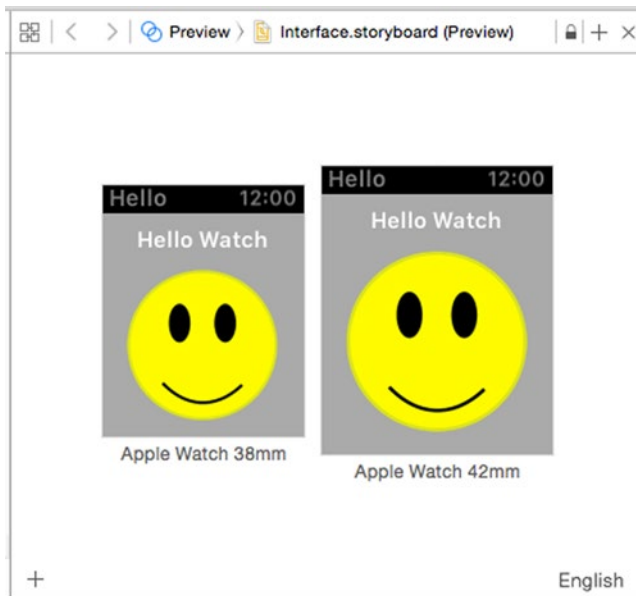 Preview Interface.storyboard (Preview)
Hello 12:00
Hello Watch
Apple Watch 38mm
Hello 12:00
Hello Watch
Apple Watch 42mm
English